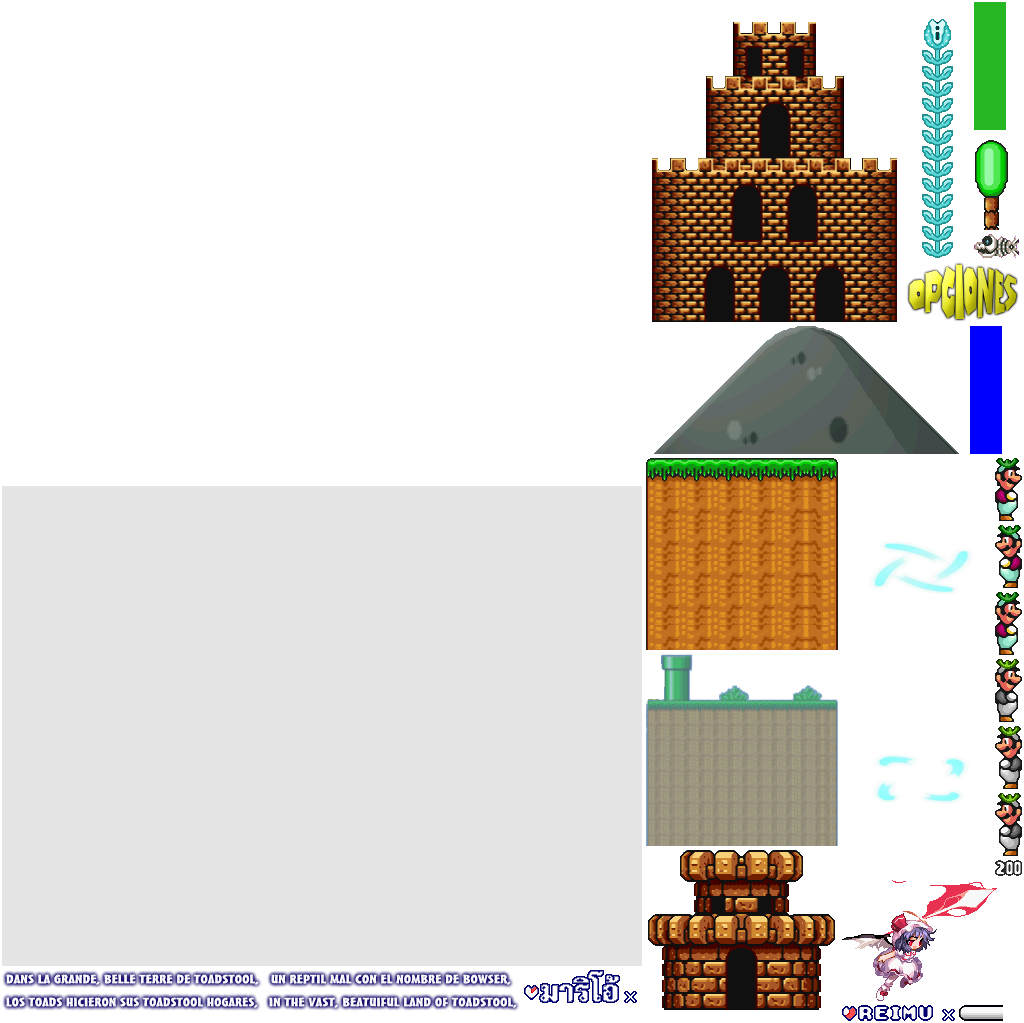 OPCIONES
200
DANS LA GRANDE, BELLE TERRE DE TOADSTOOL,
UN REPTIL MAL CON EL NOMBRE DE BOWSER,
LOS TOADS HICIERON SUS TOADSTOOL HOGARES,
IN THE VAST, BEATUIFUL LAND OF TOADSTOOL,
มาริโอ้ x
REIMU x